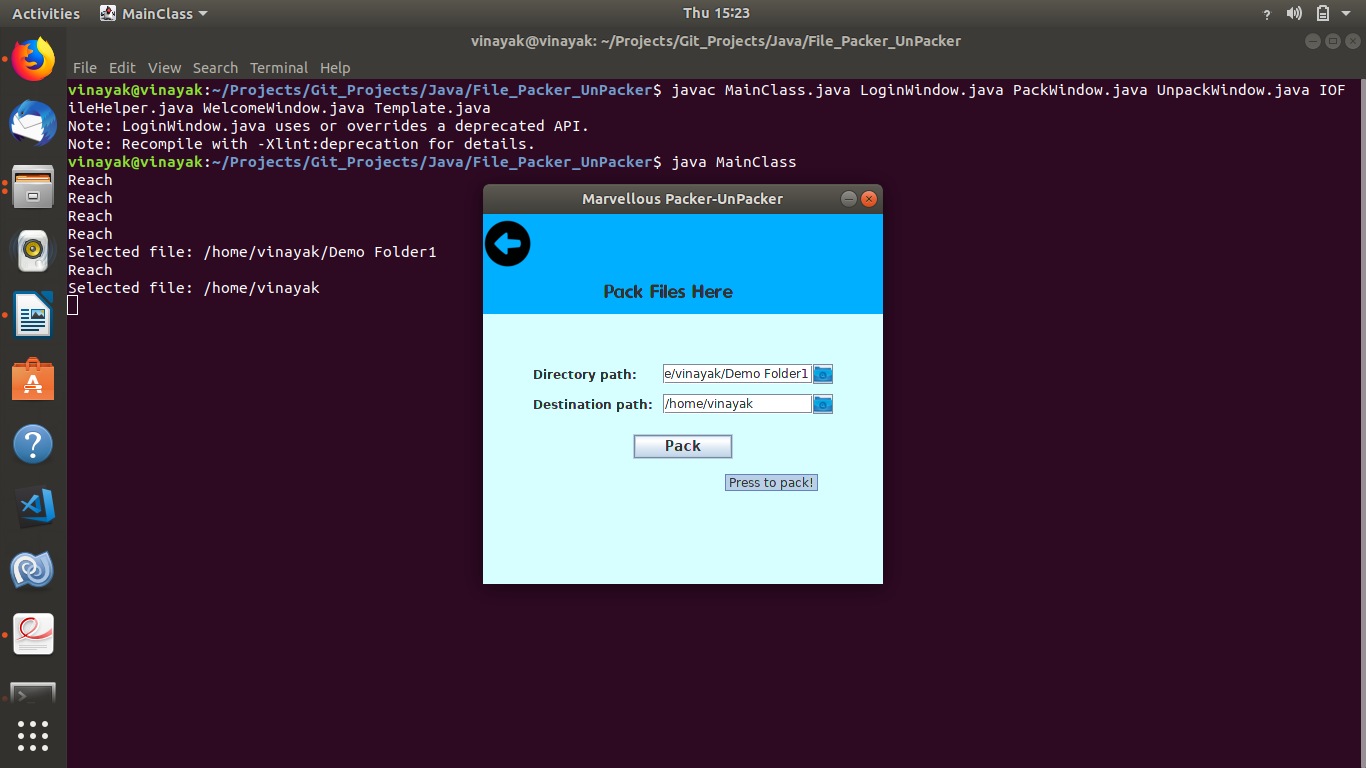 Activities MainClass Thu 15:23 ?
vinayak@vinayak: ~/Projects/Git_Projects/Java/File_Packer_UnPacker
File Edit View Search Terminal Help
vinayak@vinayak:~/Projects/Git_Projects/Java/File_Packer_UnPacker$ javac MainClass.java LoginWindow.java PackWindow.java UnpackWindow.java IOF
ileHelper.java WelcomeWindow.java Template.java
Note: LoginWindow.java uses or overrides a deprecated API.
Note: Recompile with -Xlint:deprecation for details.
vinayak@vinayak:~/Projects/Git_Projects/Java/File_Packer_UnPacker$ java MainClass
Reach
Reach
Reach
Reach
Selected file: /home/vinayak/Demo Folder1
Reach
Selected file: /home/vinayak
Marvellous Packer-UnPacker
Pack Files Here
Directory path: e/vinayak/Demo Folder1
Destination path: /home/vinayak
Pack
Press to pack!